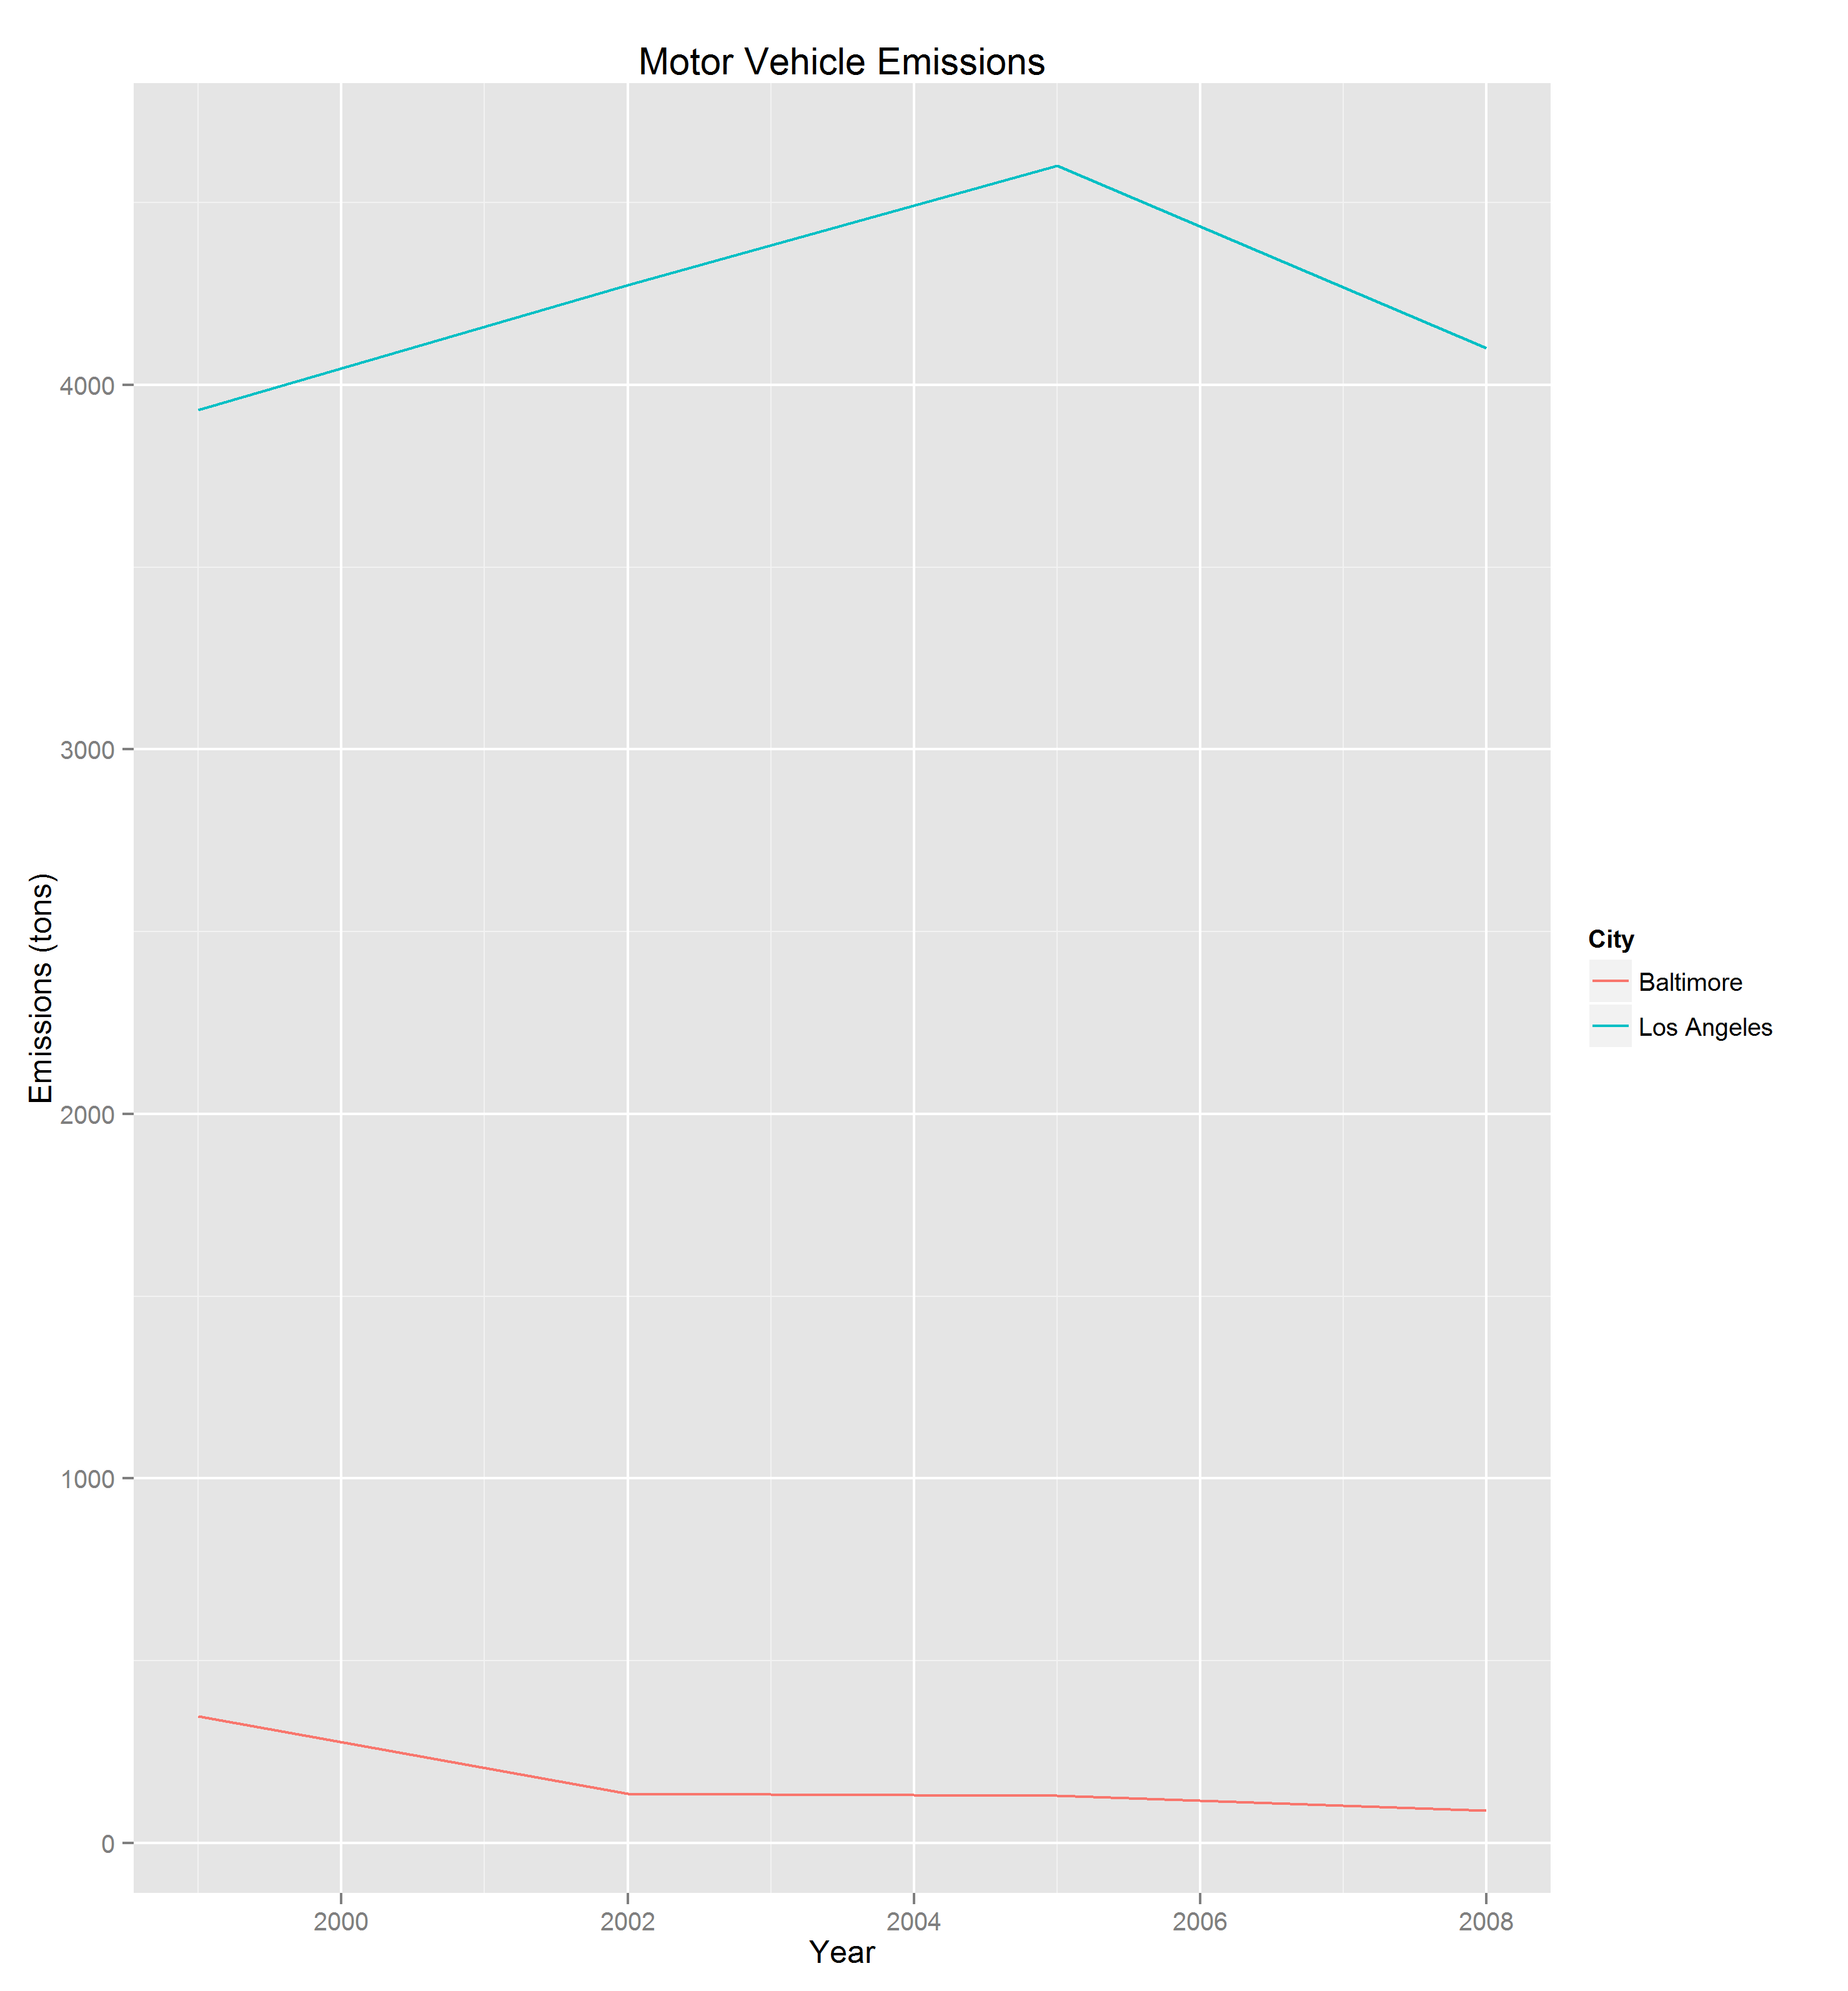 Motor Vehicle Emissions
4000
3000
2000
1000
0
Emissions (tons)
2000 2002 2004 2006 2008
Year
City
Baltimore
Los Angeles